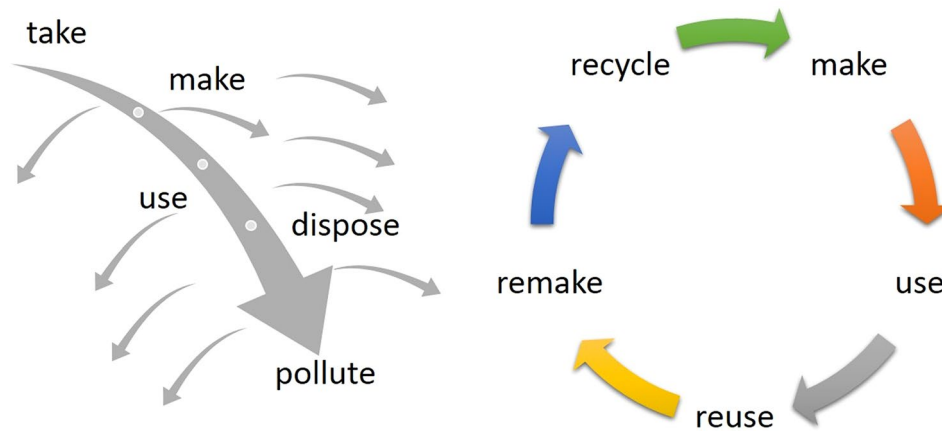 take
make
use
dispose
pollute
recycle
make
use
reuse
remake